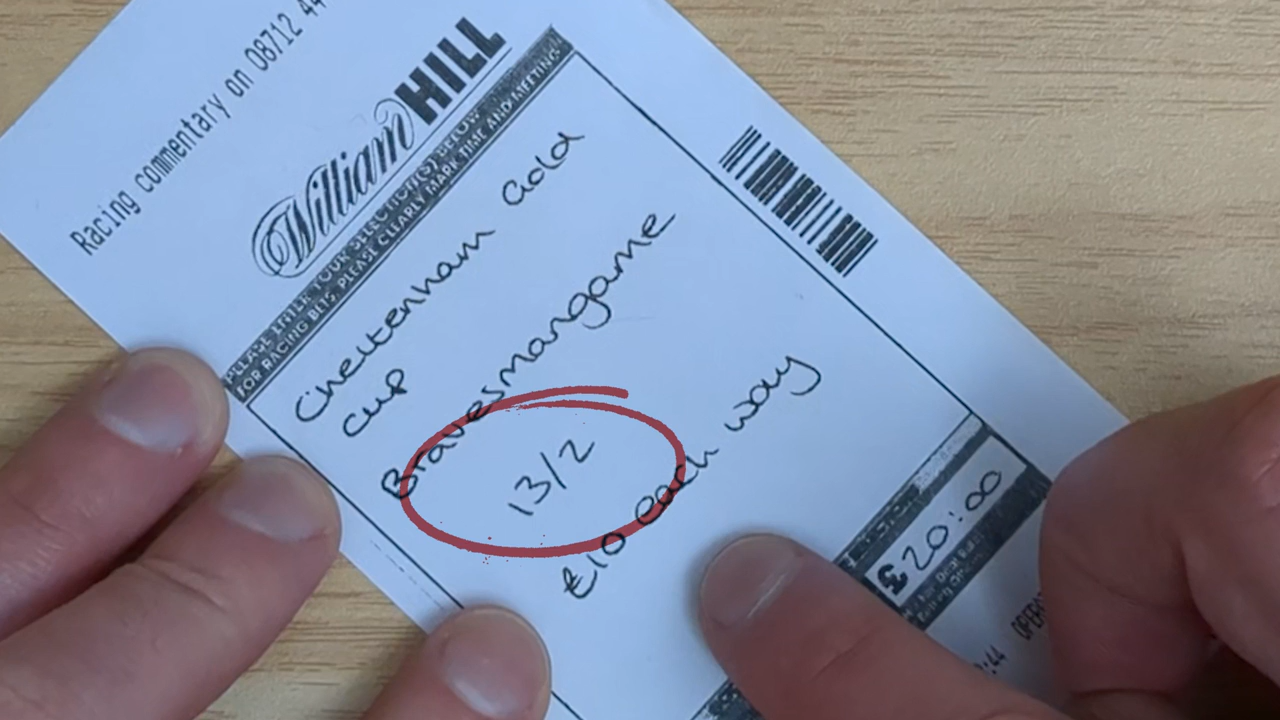 Racing commentary on 08712 44
William HILL
PLEASE ENTER YOUR SELECTION(S) BELOW
FOR RACING BETS, PLEASE CLEARLY MARK TIME AND MEETING
Cheltenham Gold
Cup
Bravesmangame
13/2
£10 each way
£20:00